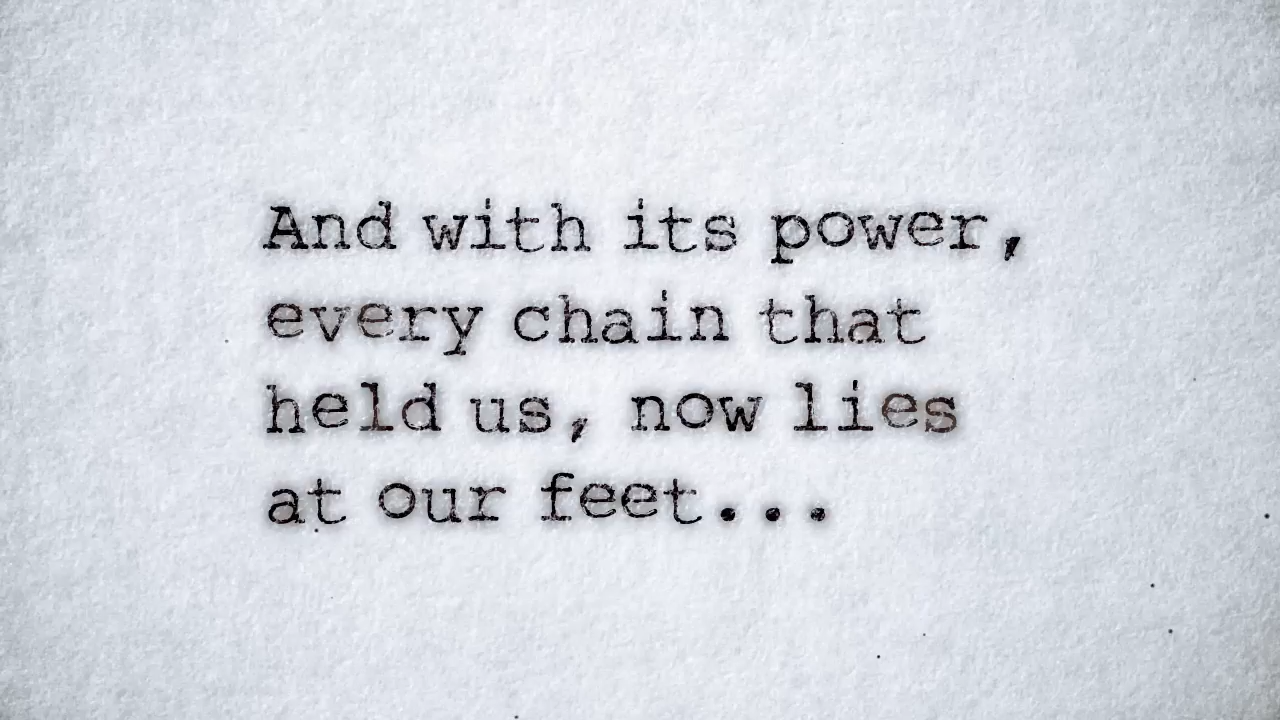 And with its power,
every chain that
held us, now lies
at our feet...